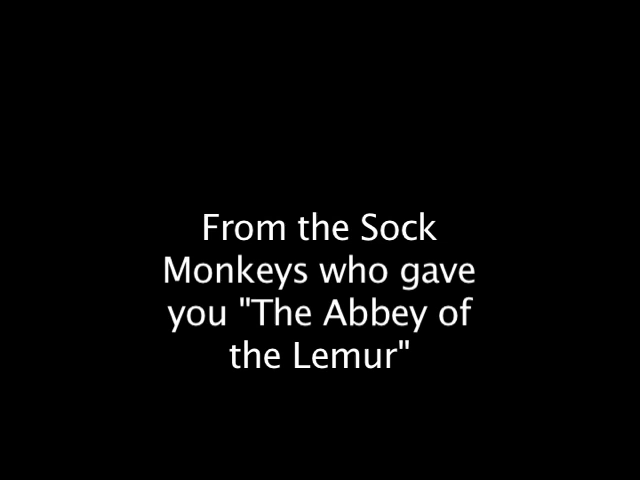 From the Sock
Monkeys who gave
you "The Abbey of
the Lemur"